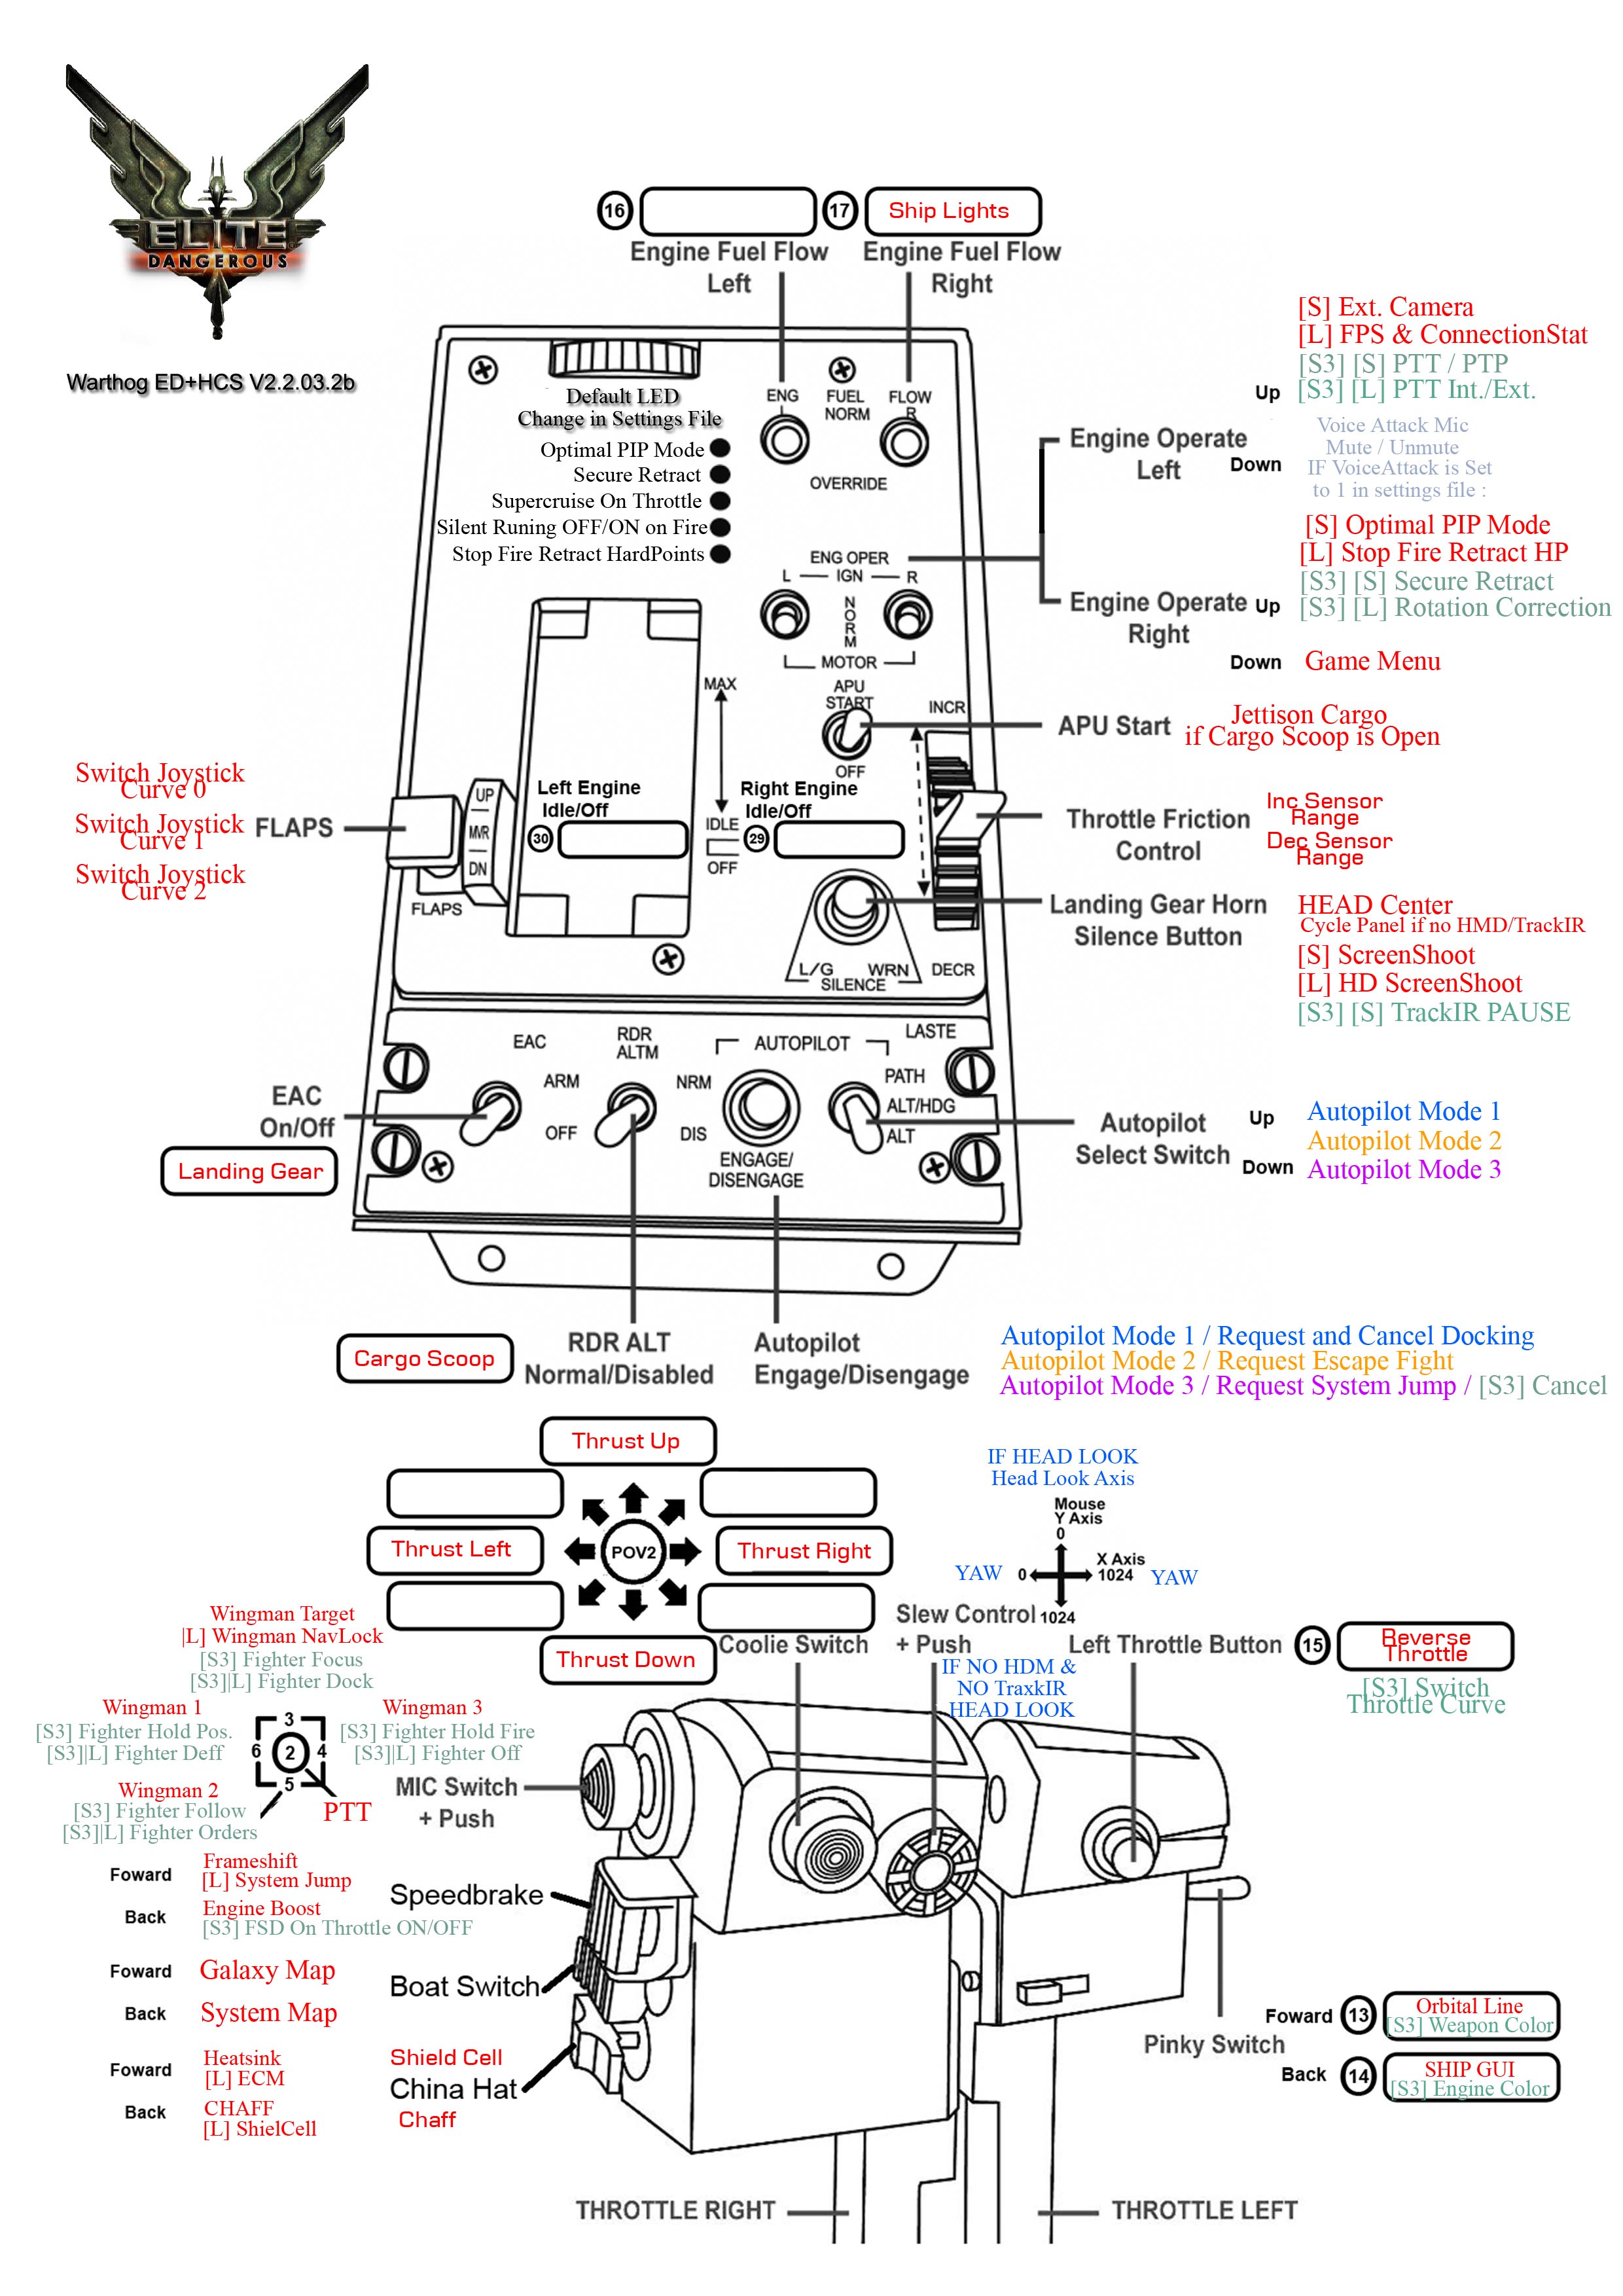 ELITE
DANGEROUS
Warthog ED+HCS V2.2.03.2b
16
17 Ship Lights
Engine Fuel Flow
Left
Engine Fuel Flow
Right
Default LED
Change in Settings File
Optimal PIP Mode
Secure Retract
Supercruise On Throttle
Silent Runing OFF/ON on Fire
Stop Fire Retract HardPoints
ENG
L
FUEL
NORM
FLOW
R
OVERRIDE
ENG OPER
L IGN R
NORM
MOTOR
APU
START
OFF
MAX
IDLE
OFF
INCR
DECR
Left Engine
Idle/Off
30
Right Engine
Idle/Off
29
UP
MVR
DN
FLAPS
L/G WRN
SILENCE
[S] Ext. Camera
[L] FPS & ConnectionStat
[S3] [S] PTT / PTP
Up [S3] [L] PTT Int./Ext.
Engine Operate
Left
Down
Voice Attack Mic
Mute / Unmute
IF VoiceAttack is Set
to 1 in settings file :
[S] Optimal PIP Mode
[L] Stop Fire Retract HP
[S3] [S] Secure Retract
Engine Operate
Right
Up [S3] [L] Rotation Correction
Down Game Menu
APU Start
Jettison Cargo
if Cargo Scoop is Open
Throttle Friction
Control
Inc Sensor
Range
Dec Sensor
Range
Landing Gear Horn
Silence Button
HEAD Center
Cycle Panel if no HMD/TrackIR
[S] ScreenShoot
[L] HD ScreenShoot
[S3] [S] TrackIR PAUSE
Switch Joystick
Curve 0
Switch Joystick
Curve 1
Switch Joystick
Curve 2
FLAPS
EAC
ARM
OFF
RDR
ALTM
NRM
DIS
AUTOPILOT
ENGAGE/
DISENGAGE
LASTE
PATH
ALT/HDG
ALT
EAC
On/Off
Landing Gear
Autopilot
Select Switch
Up Autopilot Mode 1
Autopilot Mode 2
Down Autopilot Mode 3
Cargo Scoop
RDR ALT
Normal/Disabled
Autopilot
Engage/Disengage
Autopilot Mode 1 / Request and Cancel Docking
Autopilot Mode 2 / Request Escape Fight
Autopilot Mode 3 / Request System Jump / [S3] Cancel
Thrust Up
Thrust Left
POV2
Thrust Right
Thrust Down
Coolie Switch
IF HEAD LOOK
Head Look Axis
Mouse
Y Axis
0
X Axis
YAW 0 1024 YAW
1024
Slew Control
+ Push
IF NO HDM &
NO TraxkIR
HEAD LOOK
Left Throttle Button
15 Reverse
Throttle
[S3] Switch
Throttle Curve
Wingman Target
|L] Wingman NavLock
[S3] Fighter Focus
[S3]|L] Fighter Dock
Wingman 1
[S3] Fighter Hold Pos.
[S3]|L] Fighter Deff
3
6 2 4
5
Wingman 3
[S3] Fighter Hold Fire
[S3]|L] Fighter Off
Wingman 2
[S3] Fighter Follow
[S3]|L] Fighter Orders
PTT
MIC Switch
+ Push
Foward
Frameshift
[L] System Jump
Back
Engine Boost
[S3] FSD On Throttle ON/OFF
Speedbrake
Foward Galaxy Map
Back System Map
Boat Switch
Foward
Heatsink
[L] ECM
Back
CHAFF
[L] ShielCell
Shield Cell
China Hat
Chaff
Pinky Switch
Foward 13
Orbital Line
[S3] Weapon Color
Back 14
SHIP GUI
[S3] Engine Color
THROTTLE RIGHT
THROTTLE LEFT